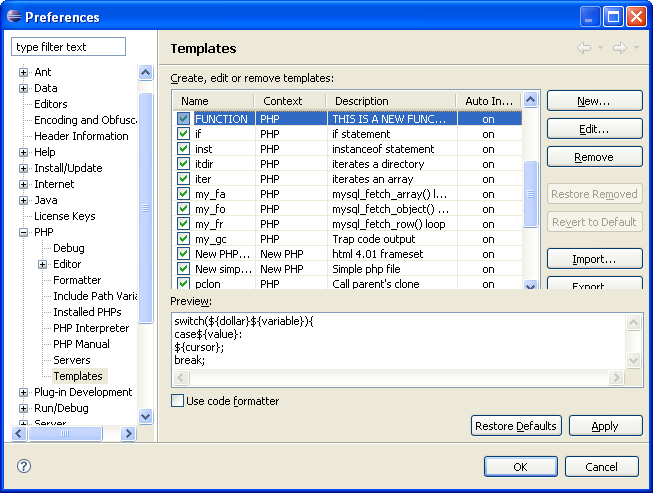 Preferences
type filter text
Ant
Data
Editors
Encoding and Obfusca
Header Information
Help
Install/Update
Internet
Java
License Keys
PHP
Debug
Editor
Formatter
Include Path Varia
Installed PHPs
PHP Interpreter
PHP Manual
Servers
Templates
Plug-in Development
Run/Debug
Server
Templates
Create, edit or remove templates:
Name Context Description Auto In...
FUNCTION PHP THIS IS A NEW FUNC... on
if PHP if statement on
inst PHP instanceof statement on
itdir PHP iterates a directory on
iter PHP iterates an array on
my_fa PHP mysql_fetch_array() l... on
my_fo PHP mysql_fetch_object() ... on
my_fr PHP mysql_fetch_row() loop on
my_gc PHP Trap code output on
New PHP... New PHP html 4.01 frameset on
New simp... New PHP Simple php file on
pclon PHP Call parent's clone on
New...
Edit...
Remove
Restore Removed
Revert to Default
Import...
Export...
Preview:
switch(${dollar}${variable}){
case${value}:
${cursor};
break;
Use code formatter
Restore Defaults Apply
? OK Cancel